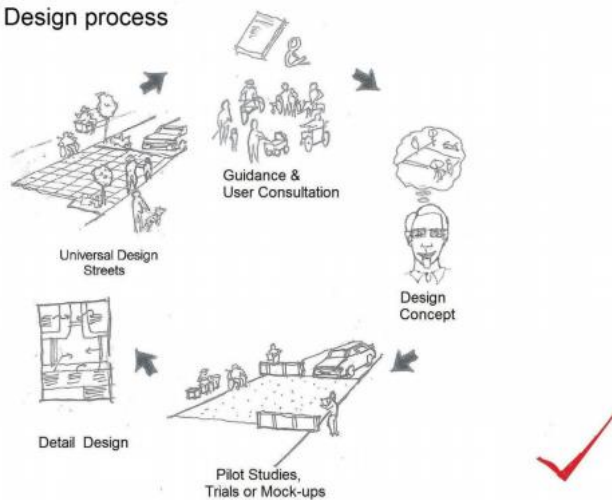 Design process
&
Guidance &
User Consultation
Universal Design
Streets
Design
Concept
Detail Design
Pilot Studies,
Trials or Mock-ups